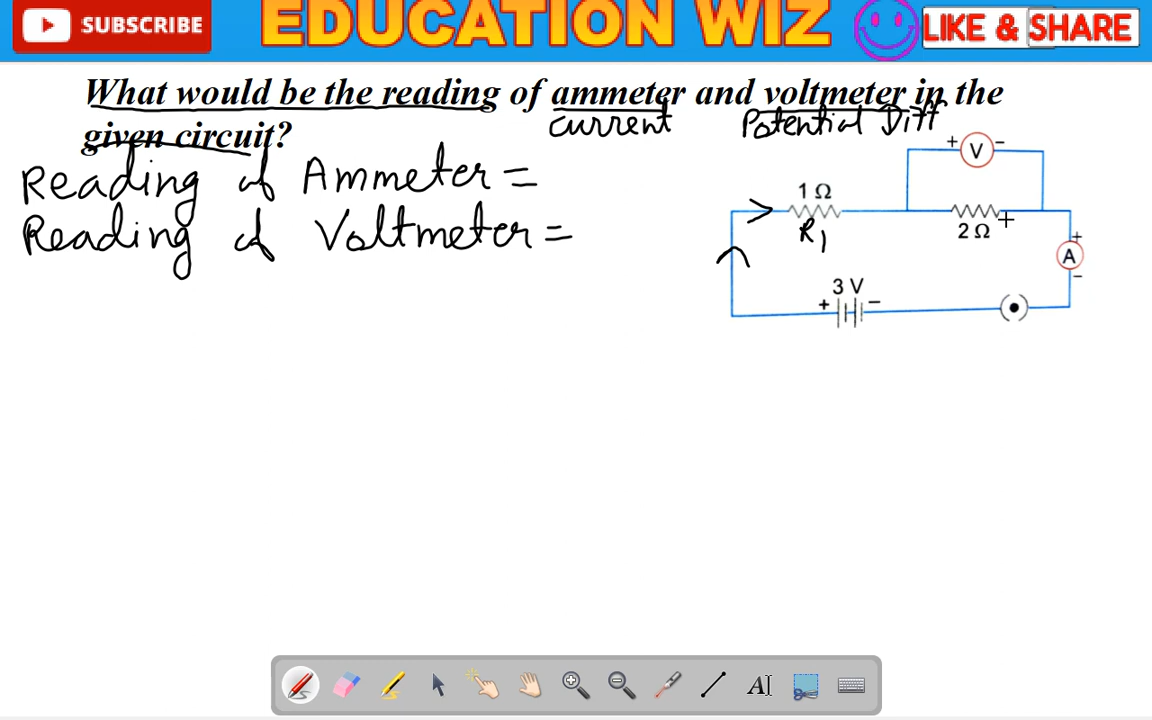 SUBSCRIBE EDUCATION WIZ LIKE & SHARE
What would be the reading of ammeter and voltmeter in the
given circuit?
current Potential Diff
Reading of Ammeter =
Reading of Voltmeter =
+ V -
1 Ω
R1
2 Ω
+
A
-
3 V
+ -
AI